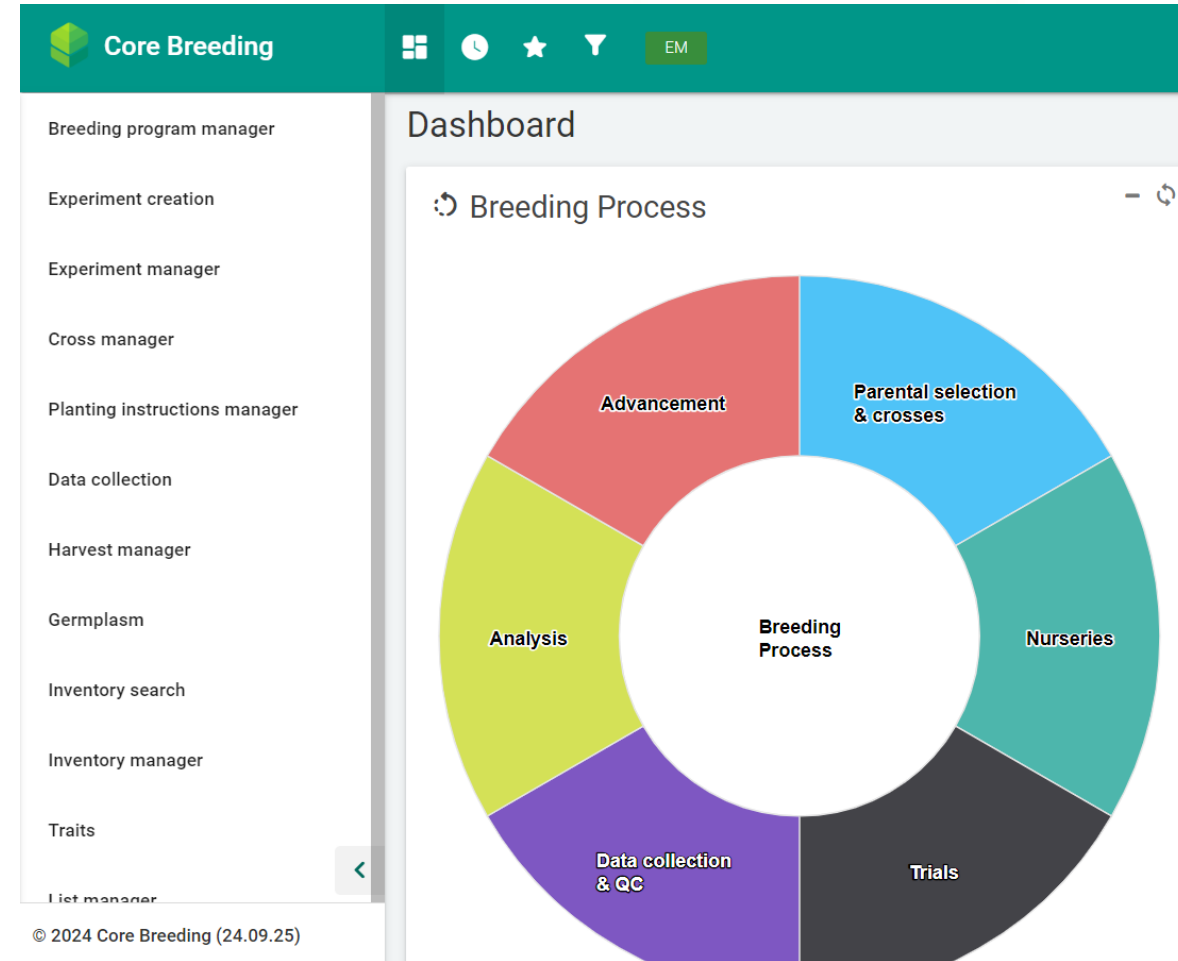 Core Breeding
EM
Breeding program manager
Experiment creation
Experiment manager
Cross manager
Planting instructions manager
Data collection
Harvest manager
Germplasm
Inventory search
Inventory manager
Traits
List manager
© 2024 Core Breeding (24.09.25)
Dashboard
Breeding Process
Advancement
Parental selection
& crosses
Analysis
Breeding
Process
Nurseries
Data collection
& QC
Trials